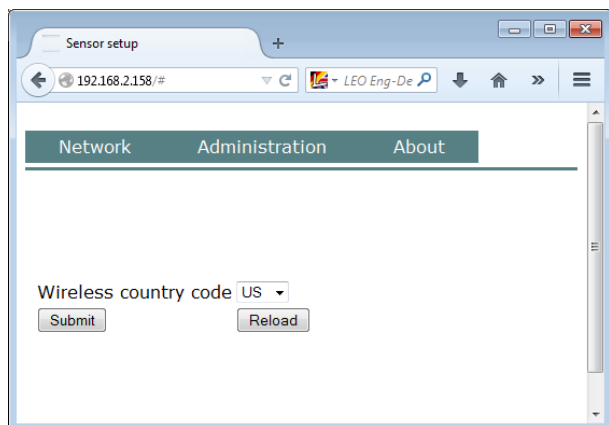 Sensor setup
192.168.2.158/# LEO Eng-De
Network Administration About
Wireless country code US
Submit Reload